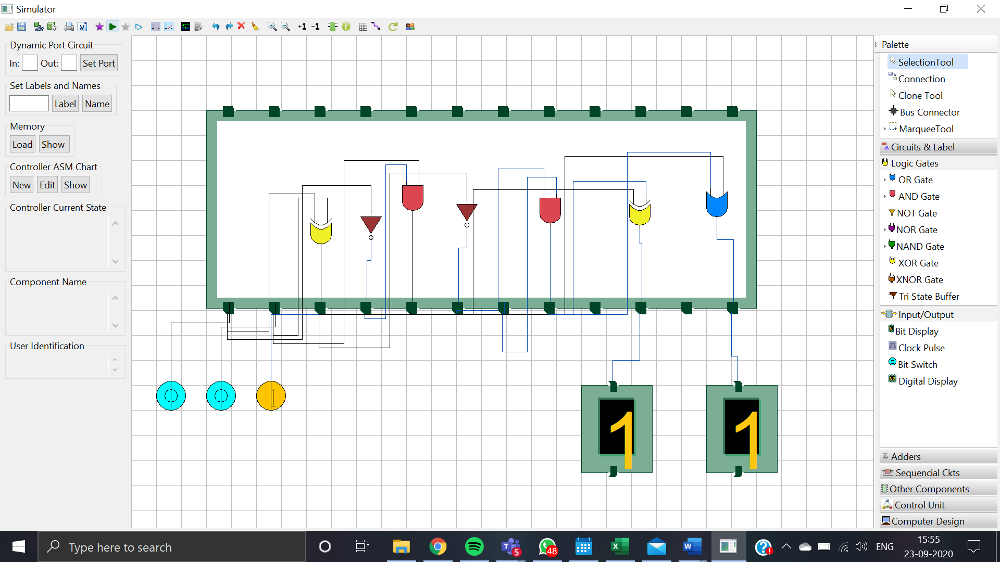 Simulator
+1 -1
Dynamic Port Circuit
In: Out: Set Port
Set Labels and Names
Label Name
Memory
Load Show
Controller ASM Chart
New Edit Show
Controller Current State
Component Name
User Identification
0 0 1
1 1
Palette
SelectionTool
Connection
Clone Tool
Bus Connector
MarqueeTool
Circuits & Label
Logic Gates
OR Gate
AND Gate
NOT Gate
NOR Gate
NAND Gate
XOR Gate
XNOR Gate
Tri State Buffer
Input/Output
Bit Display
Clock Pulse
Bit Switch
Digital Display
Adders
Sequencial Ckts
Other Components
Control Unit
Computer Design
Type here to search
5
48
ENG
15:55
23-09-2020